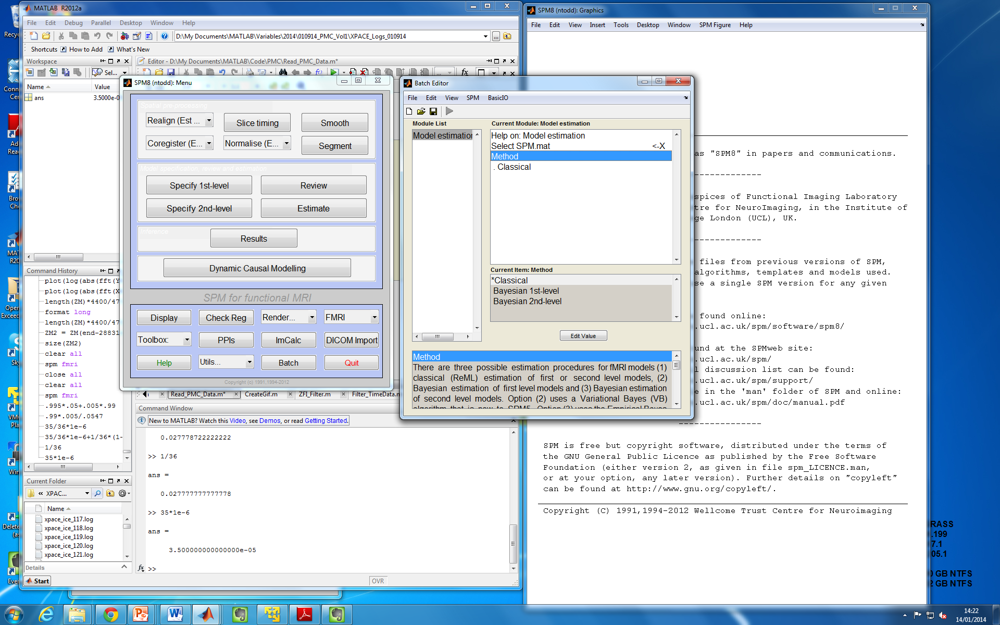 MATLAB R2012a
File Edit Debug Parallel Desktop Window Help
D:\My Documents\MATLAB\Variables\2014\010914_PMC_Vol1\XPACE_Logs_010914
Shortcuts How to Add What's New
Workspace
Sel...
Name Value
ans 3.5000e-0
Editor - D:\My Documents\MATLAB\Code\PMC\Read_PMC_Data.m*
SPM8 (ntodd): Menu
Spatial pre-processing
Realign (Est ... Slice timing Smooth
Coregister (E... Normalise (E... Segment
Model specification, review and estimation
Specify 1st-level Review
Specify 2nd-level Estimate
Inference
Results
Dynamic Causal Modelling
SPM for functional MRI
Display Check Reg Render... FMRI
Toolbox: PPIs ImCalc DICOM Import
Help Utils... Batch Quit
Copyright (c) 1991,1994-2012
Command History
plot(log(abs(fft(Y
plot(log(abs(fft(X
length(ZM)*4400/47
format long
length(ZM)*4400/47
ZM2 = ZM(end-28831
size(ZM2)
clear all
spm fmri
close all
clear all
spm fmri
.995*.05+.005*.99
.99*.005/.0547
35/36*1e-6
35/36*1e-6+1/36*(1-
1/36
35*1e-6
Current Folder
« XPAC...
Name
xpace_ice_117.log
xpace_ice_118.log
xpace_ice_119.log
xpace_ice_120.log
xpace_ice_121.log
Details
Start
OVR
Read_PMC_Data.m* CreateGif.m ZFI_Filter.m Filter_TimeData.m
Command Window
New to MATLAB? Watch this Video, see Demos, or read Getting Started.
0.027778722222222
>> 1/36
ans =
0.027777777777778
>> 35*1e-6
ans =
3.500000000000000e-05
fx >>
Batch Editor
File Edit View SPM BasicIO
Module List
Model estimation
Current Module: Model estimation
Help on: Model estimation
Select SPM.mat <-X
Method
. Classical
Current Item: Method
*Classical
Bayesian 1st-level
Bayesian 2nd-level
Edit Value
Method
There are three possible estimation procedures for fMRI models (1)
classical (ReML) estimation of first or second level models, (2)
Bayesian estimation of first level models and (3) Bayesian estimation
of second level models. Option (2) uses a Variational Bayes (VB)
algorithm that is new to SPM5. Option (3) uses the Empirical Bayes
SPM8 (ntodd): Graphics
File Edit View Insert Tools Desktop Window SPM Figure Help
as "SPM8" in papers and communications.
---------------
spices of Functional Imaging Laboratory
tre for NeuroImaging, in the Institute of
ge London (UCL), UK.
---------------
files from previous versions of SPM,
algorithms, templates and models used.
se a single SPM version for any given
found online:
.ucl.ac.uk/spm/software/spm8/
und at the SPMweb site:
.ucl.ac.uk/spm/
l discussion list can be found:
.ucl.ac.uk/spm/support/
e in the 'man' folder of SPM and online:
.ucl.ac.uk/spm/doc/manual.pdf
----------------
SPM is free but copyright software, distributed under the terms of
the GNU General Public Licence as published by the Free Software
Foundation (either version 2, as given in file spm_LICENCE.man,
or at your option, any later version). Further details on "copyleft"
can be found at http://www.gnu.org/copyleft/.
Copyright (C) 1991,1994-2012 Wellcome Trust Centre for Neuroimaging
RASS
.199
7.1
05.1
0 GB NTFS
2 GB NTFS
Recyc
Conn
Cer
Ad
Read
Bro
Che
MA
R20
Open
Exceed
Sky
VM
Pla
Win
Delete
(as
Ever
14:22
14/01/2014